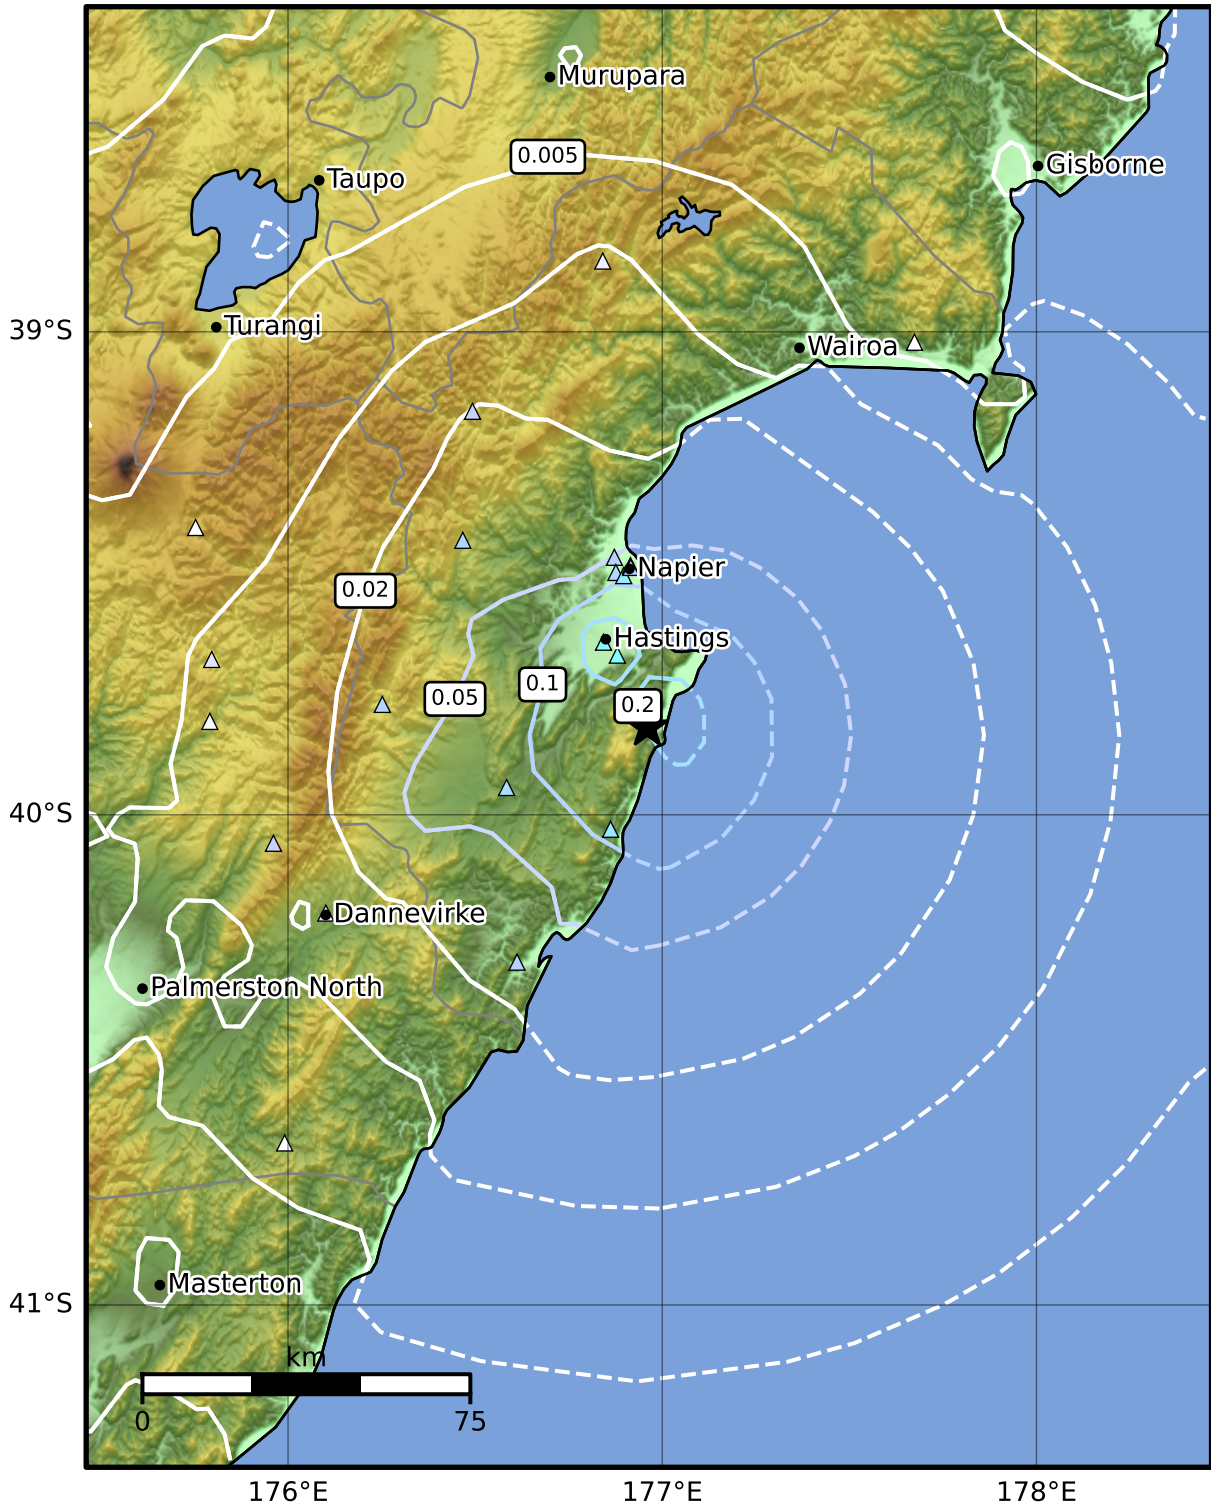 Murupara
0.005
Gisborne
Taupo
Turangi
39°S
Wairoa
Napier
0.02
Hastings
0.1
0.05
0.2
40°S
Dannevirke
Palmerston North
Masterton
41°S
km
0
75
176°E
177°E
178°E